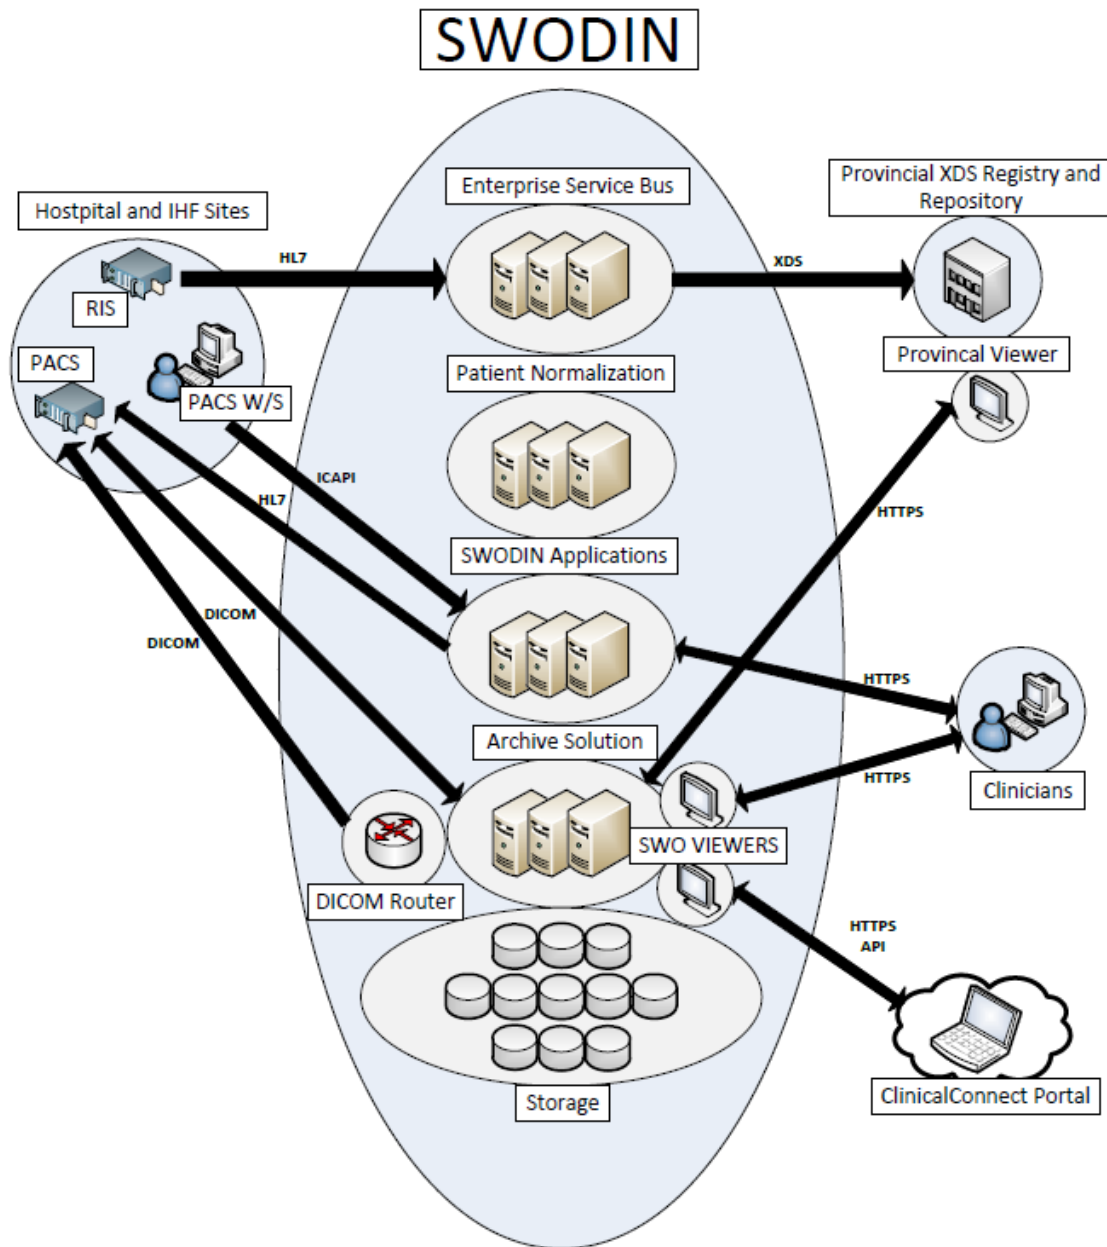 SWODIN
Enterprise Service Bus
Provincial XDS Registry and
Repository
Hostpital and IHF Sites
HL7
XDS
RIS
PACS
PACS W/S
Patient Normalization
Provincal Viewer
ICAPI
HL7
HTTPS
SWODIN Applications
DICOM
DICOM
HTTPS
Archive Solution
HTTPS
Clinicians
SWO VIEWERS
DICOM Router
HTTPS
API
Storage
ClinicalConnect Portal